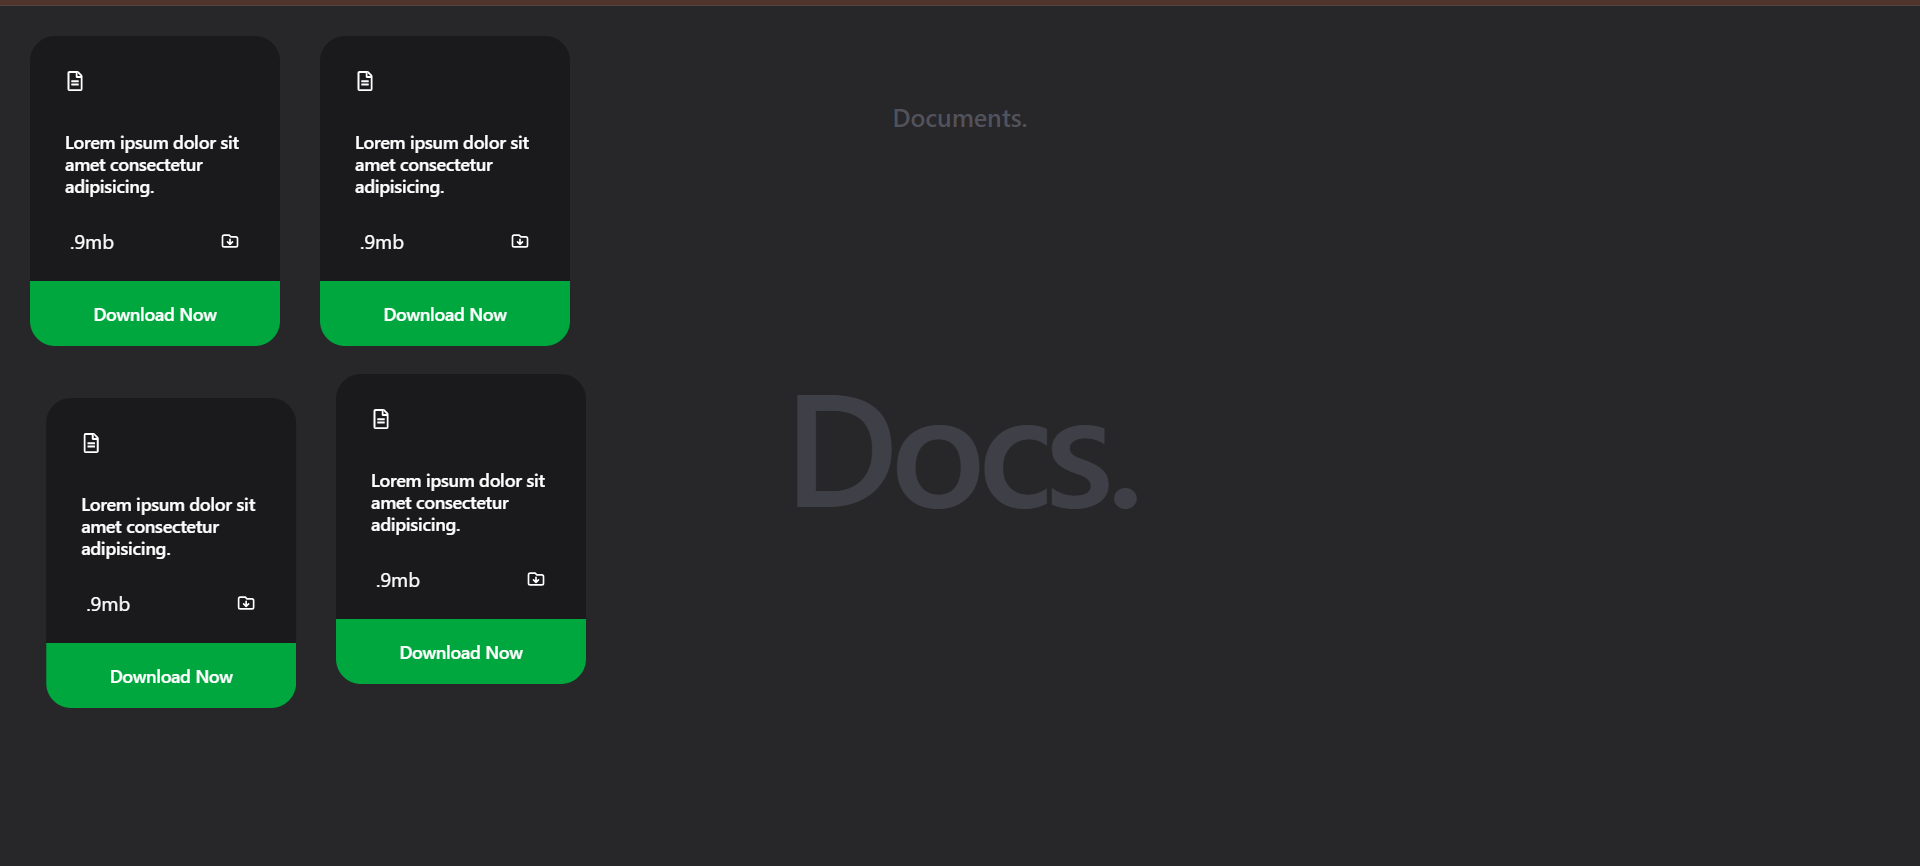 Documents.
Lorem ipsum dolor sit
amet consectetur
adipisicing.
.9mb
Download Now
Lorem ipsum dolor sit
amet consectetur
adipisicing.
.9mb
Download Now
Docs.
Lorem ipsum dolor sit
amet consectetur
adipisicing.
.9mb
Download Now
Lorem ipsum dolor sit
amet consectetur
adipisicing.
.9mb
Download Now